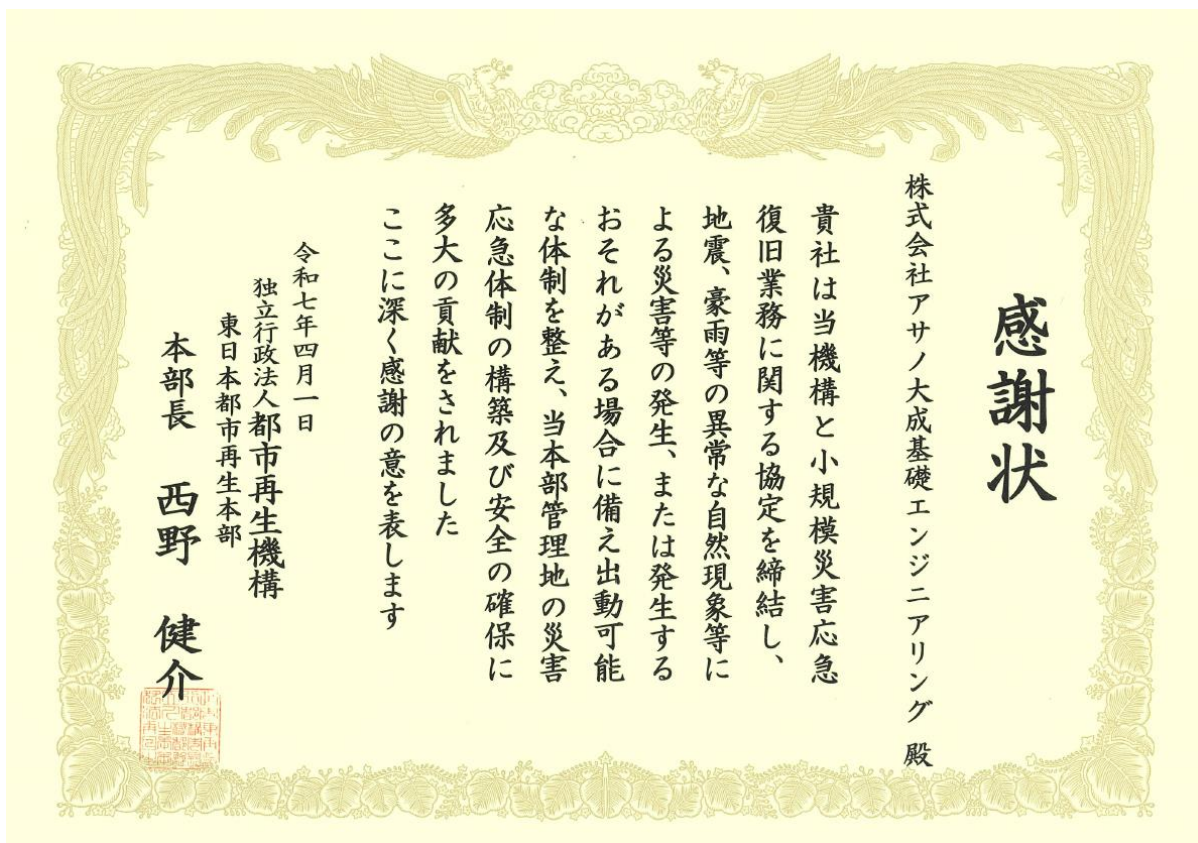 感謝状
株式会社アサノ大成基礎エンジニアリング 殿
貴社は当機構と小規模災害応急
復旧業務に関する協定を締結し、
地震、豪雨等の異常な自然現象等に
よる災害等の発生、または発生する
おそれがある場合に備え出動可能
な体制を整え、当本部管理地の災害
応急体制の構築及び安全の確保に
多大の貢献をされました
ここに深く感謝の意を表します
令和七年四月一日
独立行政法人都市再生機構
東日本都市再生本部
本部長 西野 健介